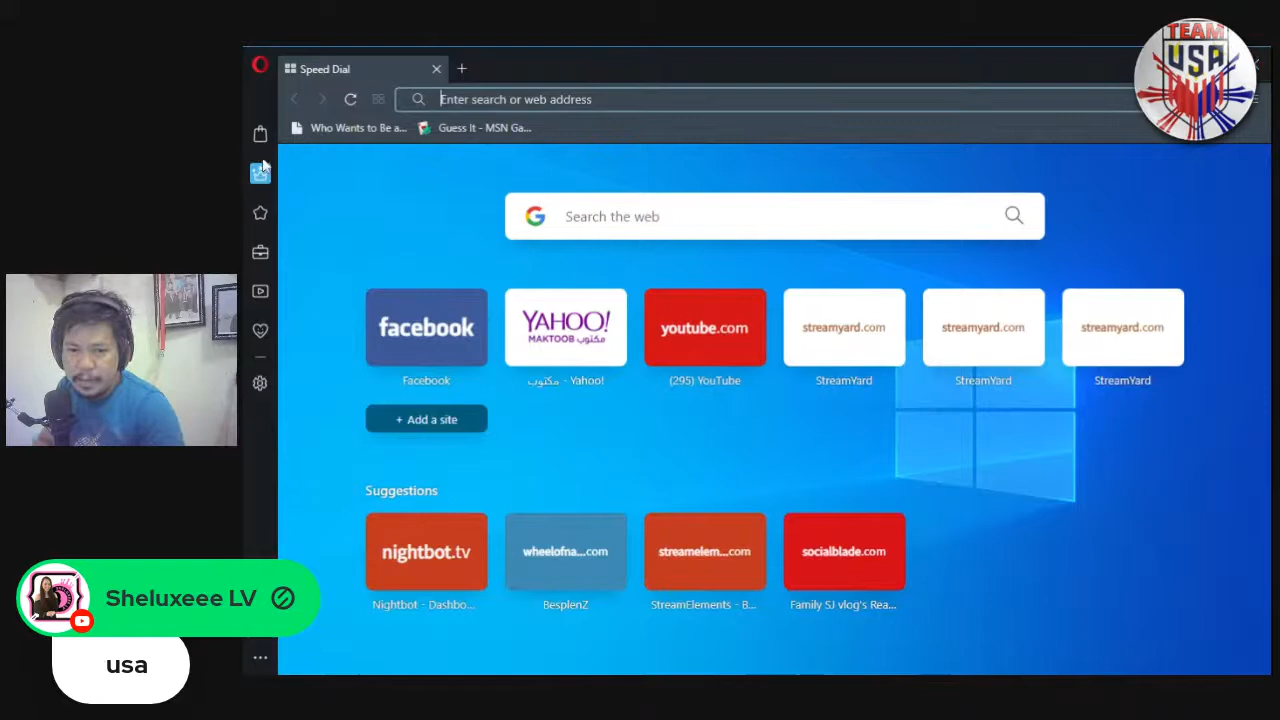 TEAM
USA
Speed Dial
Enter search or web address
Who Wants to Be a...
Guess It - MSN Ga...
Search the web
facebook
YAHOO!
MAKTOOB مكتوب
youtube.com
streamyard.com
streamyard.com
streamyard.com
Facebook
مكتوب - Yahoo!
(295) YouTube
StreamYard
StreamYard
StreamYard
+ Add a site
Suggestions
nightbot.tv
wheelofna...com
streamelem...com
socialblade.com
Nightbot - Dashbo...
BesplenZ
StreamElements - B...
Family SJ vlog's Rea...
Sheluxeee LV
usa